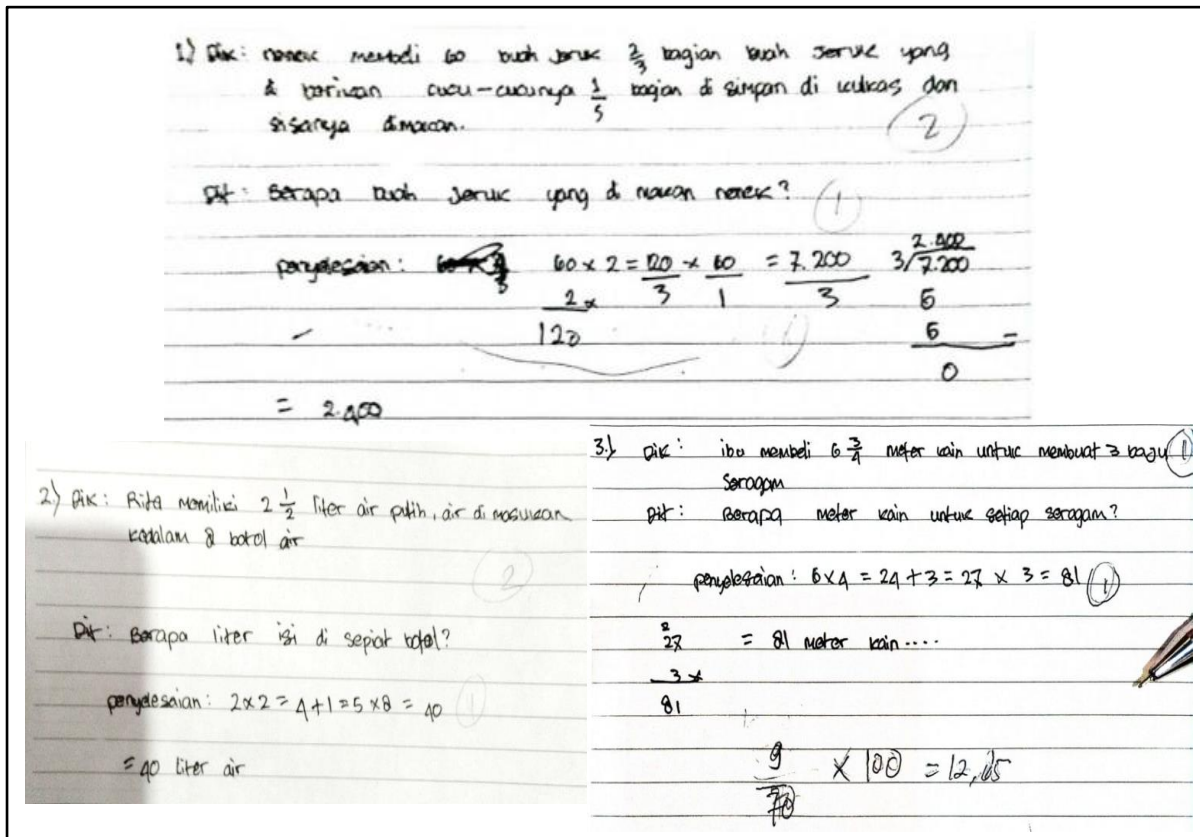 1) Dik: nenek membeli 60 buah jeruk 2/3 bagian buah jeruk yang
di berikan cucu-cucunya 1/5 bagian di simpan di kulkas dan
sisanya dimakan.
2
Dit: Berapa buah jeruk yang di makan nenek?
1
penyelesaian: 60 x 2 = 120/3 x 60/1 = 7.200/3
2 x
120
2.400
3/7.200
6
6 -
0
= 2.400
2) Dik: Rita memiliki 2 1/2 liter air putih, air di masukan
kedalam 8 botol air
2
Dit: Berapa liter isi di sepiat botol?
penyelesaian: 2x2 = 4+1 = 5 x8 = 40
1
= 40 liter air
3.) Dik: ibu membeli 6 3/4 meter kain untuk membuat 3 baju
1
Seragam
Dit: Berapa meter kain untuk setiap seragam?
penyelesaian: 6x4 = 24+3 = 27 x 3 = 81
1
2
27
3 x
81
= 81 meter kain....
9/70 x 100 = 12,